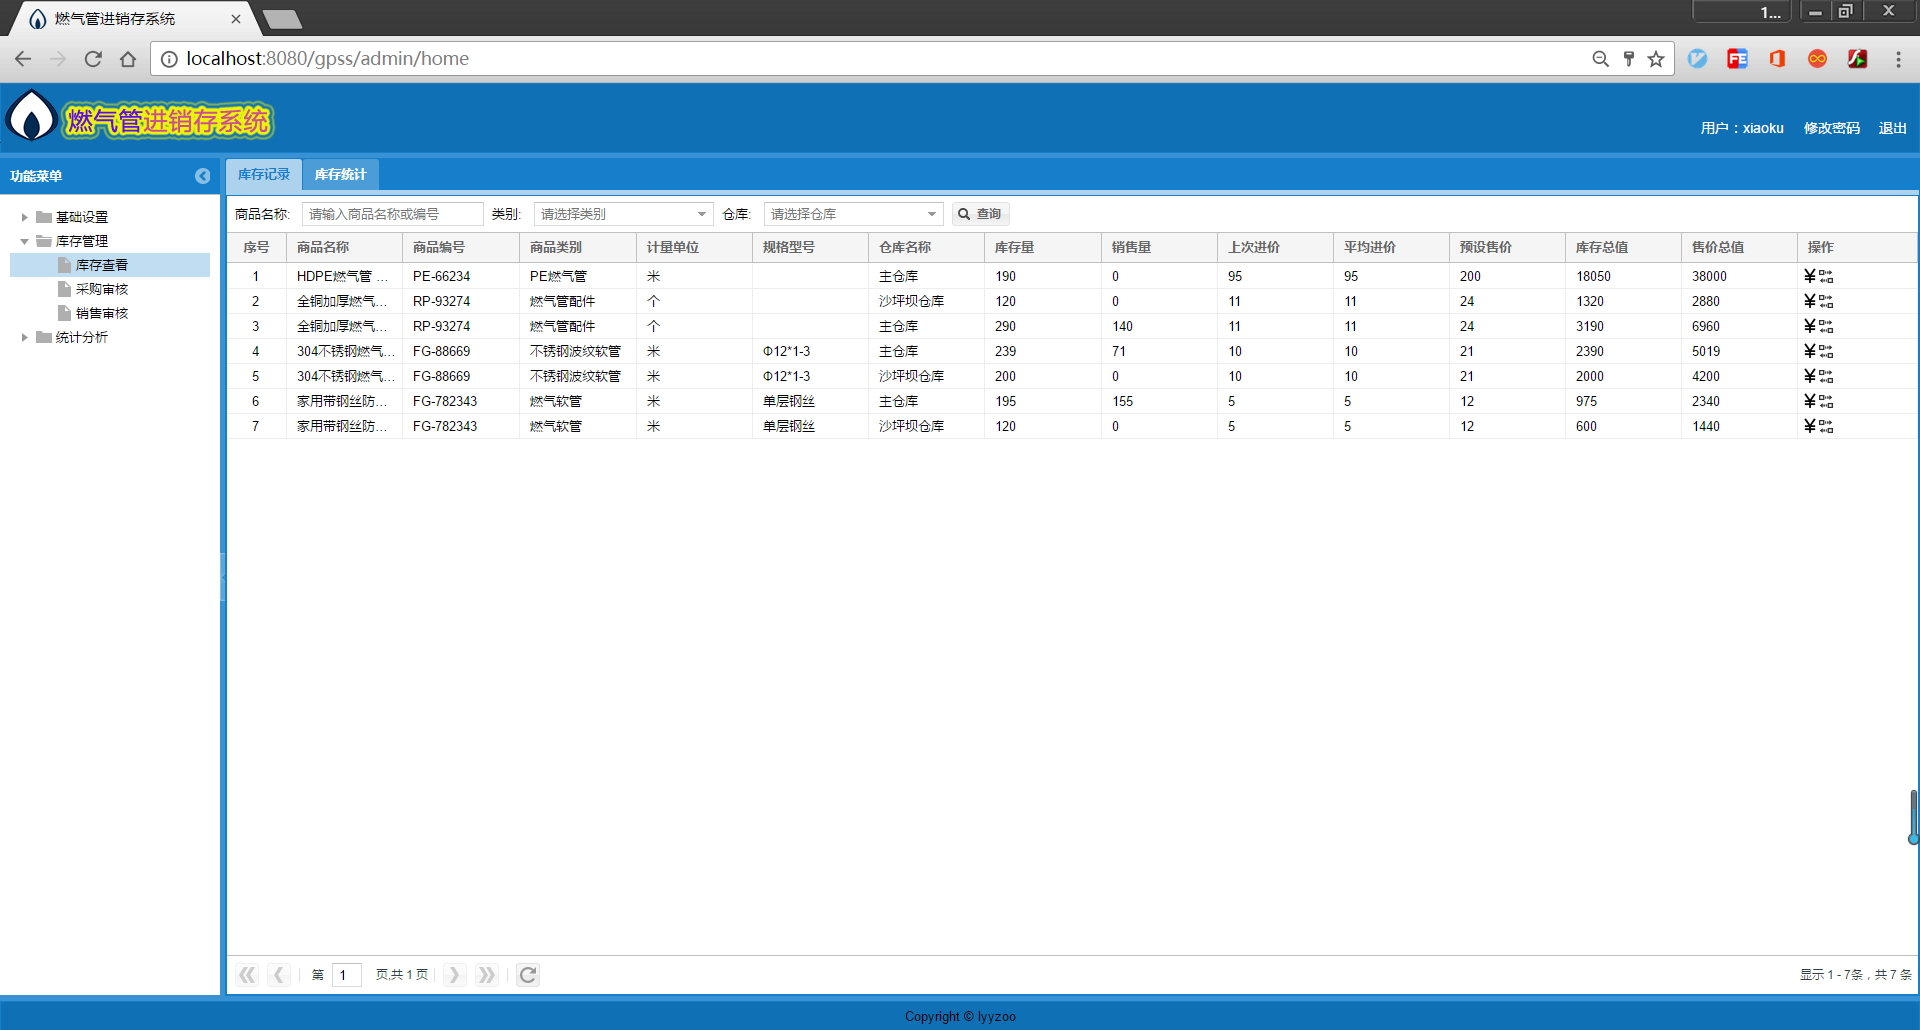 燃气管进销存系统
1...
localhost:8080/gpss/admin/home
燃气管进销存系统
用户：xiaoku 修改密码 退出
功能菜单
基础设置
库存管理
库存查看
采购审核
销售审核
统计分析
库存记录 库存统计
商品名称: 请输入商品名称或编号 类别: 请选择类别 仓库: 请选择仓库 查询
序号 商品名称 商品编号 商品类别 计量单位 规格型号 仓库名称 库存量 销售量 上次进价 平均进价 预设售价 库存总值 售价总值 操作
1 HDPE燃气管 ... PE-66234 PE燃气管 米 主仓库 190 0 95 95 200 18050 38000
2 全铜加厚燃气... RP-93274 燃气管配件 个 沙坪坝仓库 120 0 11 11 24 1320 2880
3 全铜加厚燃气... RP-93274 燃气管配件 个 主仓库 290 140 11 11 24 3190 6960
4 304不锈钢燃气... FG-88669 不锈钢波纹软管 米 Φ12*1-3 主仓库 239 71 10 10 21 2390 5019
5 304不锈钢燃气... FG-88669 不锈钢波纹软管 米 Φ12*1-3 沙坪坝仓库 200 0 10 10 21 2000 4200
6 家用带钢丝防... FG-782343 燃气软管 米 单层钢丝 主仓库 195 155 5 5 12 975 2340
7 家用带钢丝防... FG-782343 燃气软管 米 单层钢丝 沙坪坝仓库 120 0 5 5 12 600 1440
第 1 页,共 1 页
显示 1 - 7条，共 7 条
Copyright © lyyzoo